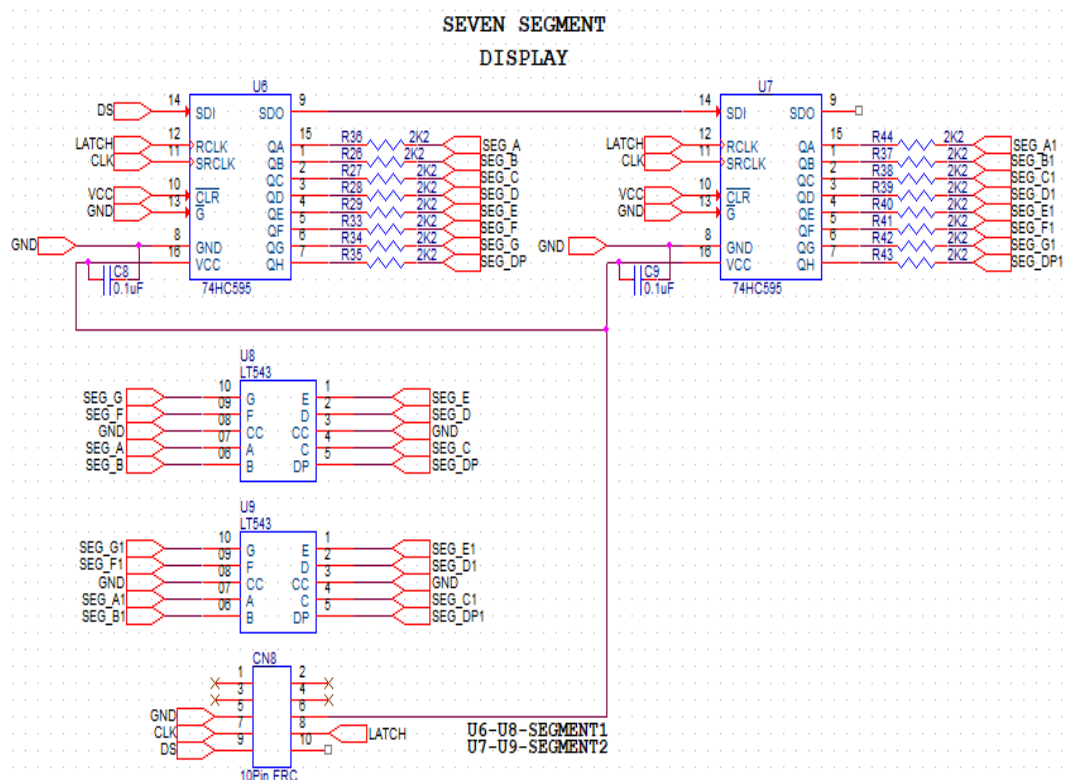 SEVEN SEGMENT
DISPLAY
U6
U7
DS 14 SDI SDO 9
14 SDI SDO 9
LATCH 12 RCLK QA 15 R36 2K2 SEG_A
CLK 11 SRCLK QB 1 R26 2K2 SEG_B
QC 2 R27 2K2 SEG_C
VCC 10 CLR QD 3 R28 2K2 SEG_D
GND 13 G QE 4 R29 2K2 SEG_E
QF 5 R33 2K2 SEG_F
GND 8 GND QG 6 R34 2K2 SEG_G
16 VCC QH 7 R35 2K2 SEG_DP
C8
0.1uF
74HC595
LATCH 12 RCLK QA 15 R44 2K2 SEG_A1
CLK 11 SRCLK QB 1 R37 2K2 SEG_B1
QC 2 R38 2K2 SEG_C1
VCC 10 CLR QD 3 R39 2K2 SEG_D1
GND 13 G QE 4 R40 2K2 SEG_E1
QF 5 R41 2K2 SEG_F1
GND 8 GND QG 6 R42 2K2 SEG_G1
16 VCC QH 7 R43 2K2 SEG_DP1
C9
0.1uF
74HC595
U8
LT543
SEG_G 10 G E 1 SEG_E
SEG_F 09 F D 2 SEG_D
GND 08 CC CC 3 GND
SEG_A 07 A C 4 SEG_C
SEG_B 06 B DP 5 SEG_DP
U9
LT543
SEG_G1 10 G E 1 SEG_E1
SEG_F1 09 F D 2 SEG_D1
GND 08 CC CC 3 GND
SEG_A1 07 A C 4 SEG_C1
SEG_B1 06 B DP 5 SEG_DP1
CN8
1 2
3 4
GND 5 6
CLK 7 8 LATCH
DS 9 10
10Pin FRC
U6-U8-SEGMENT1
U7-U9-SEGMENT2